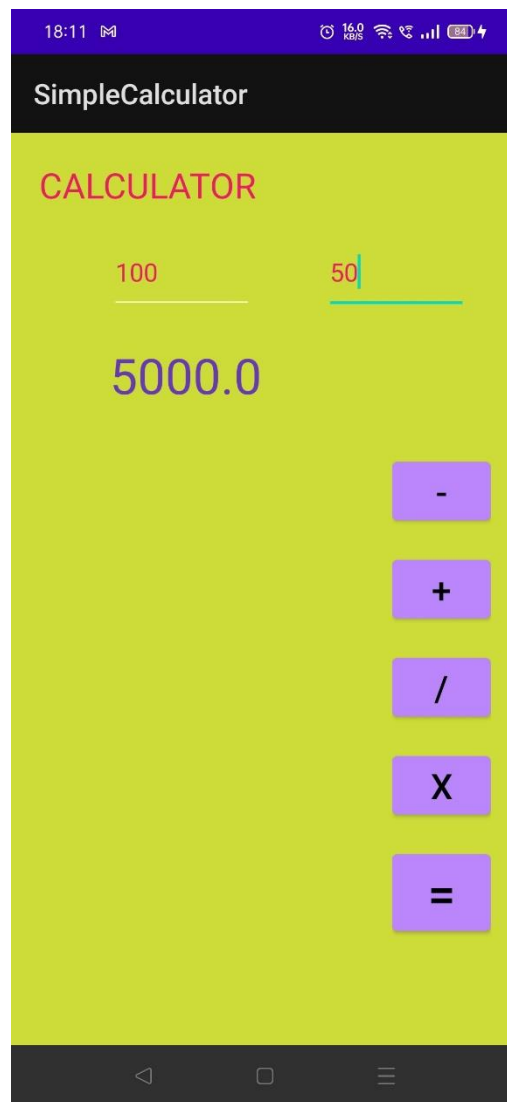 18:11 16.0 KB/S 84
SimpleCalculator
CALCULATOR
100 50
5000.0
-
+
/
X
=